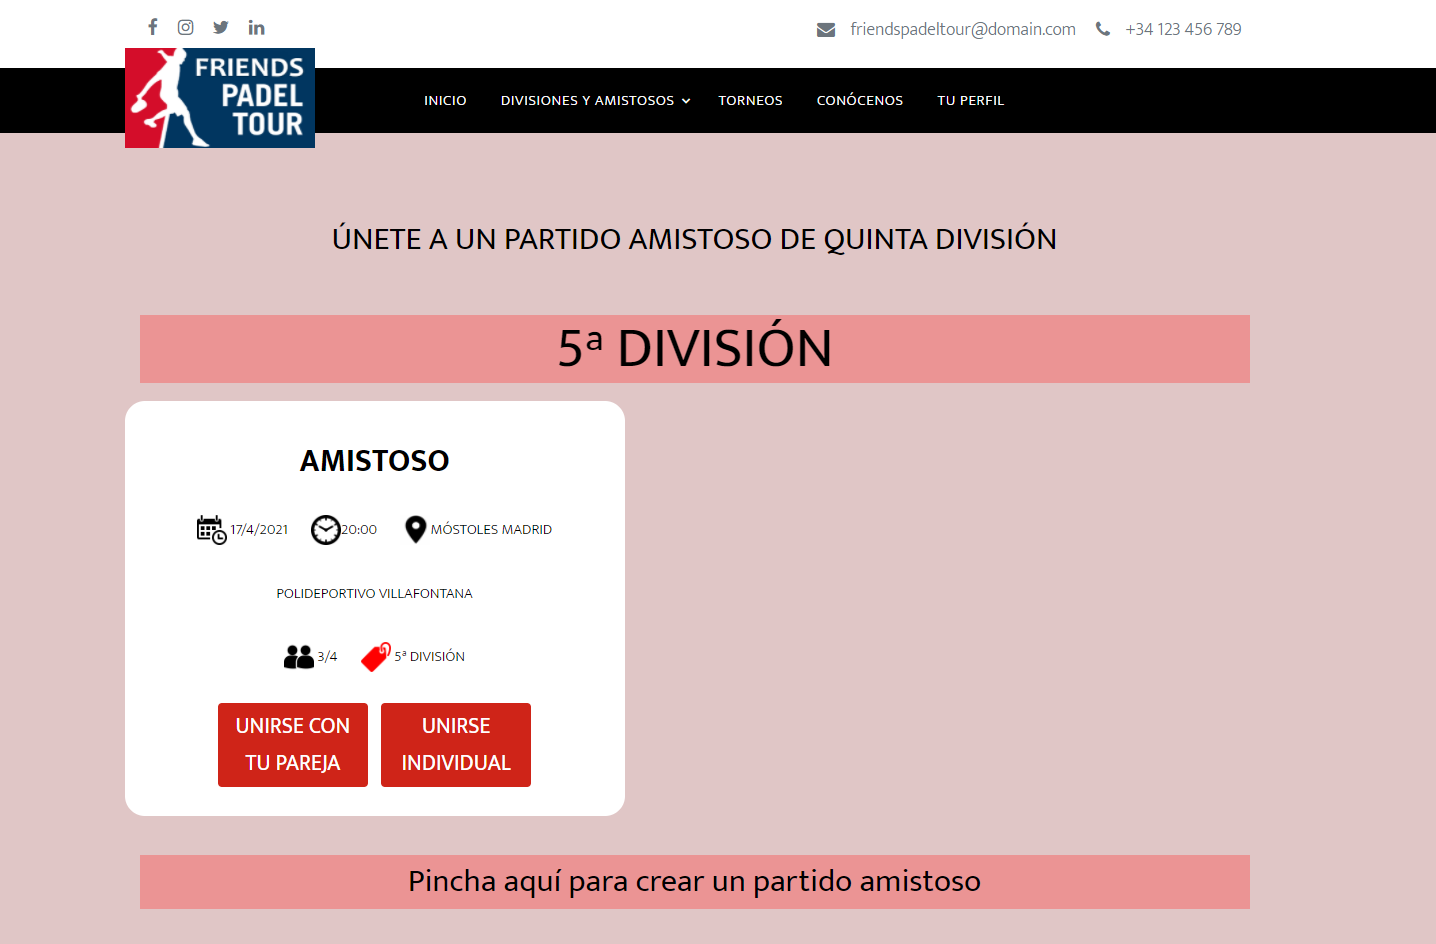 friendspadeltour@domain.com +34 123 456 789
FRIENDS
PADEL
TOUR
INICIO DIVISIONES Y AMISTOSOS TORNEOS CONÓCENOS TU PERFIL
ÚNETE A UN PARTIDO AMISTOSO DE QUINTA DIVISIÓN
5ª DIVISIÓN
AMISTOSO
17/4/2021 20:00 MÓSTOLES MADRID
POLIDEPORTIVO VILLAFONTANA
3/4 5ª DIVISIÓN
UNIRSE CON
TU PAREJA
UNIRSE
INDIVIDUAL
Pincha aquí para crear un partido amistoso